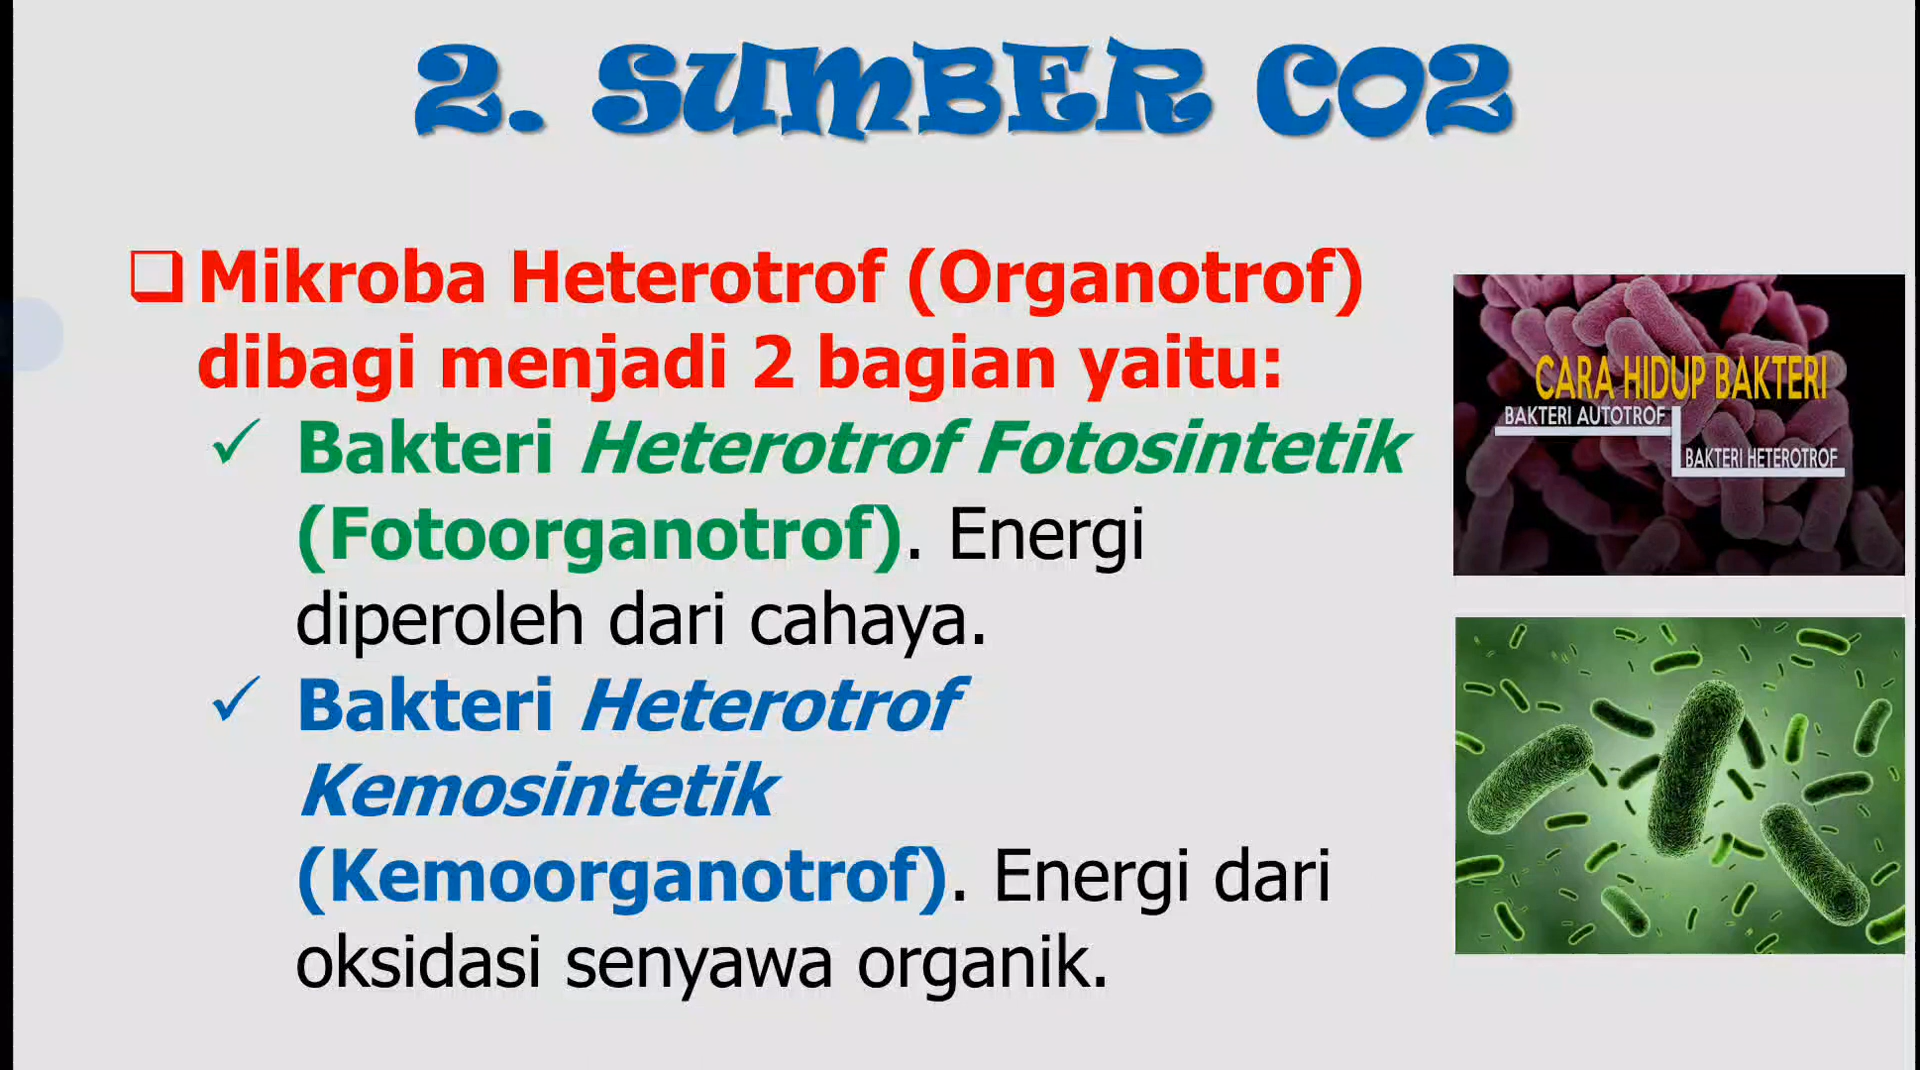 2. SUMBER CO2
Mikroba Heterotrof (Organotrof)
dibagi menjadi 2 bagian yaitu:
✓ Bakteri Heterotrof Fotosintetik
(Fotoorganotrof). Energi
diperoleh dari cahaya.
✓ Bakteri Heterotrof
Kemosintetik
(Kemoorganotrof). Energi dari
oksidasi senyawa organik.
CARA HIDUP BAKTERI
BAKTERI AUTOTROF
BAKTERI HETEROTROF